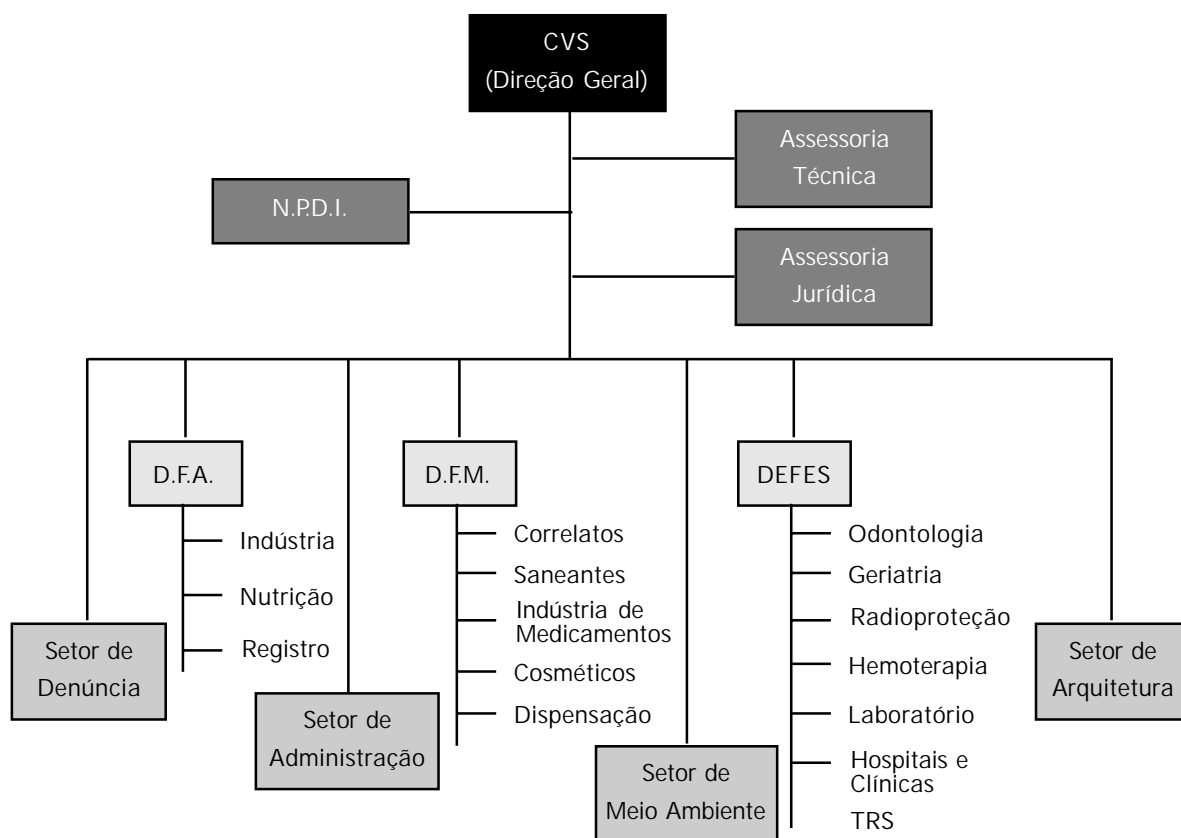 CVS
(Direção Geral)
Assessoria
Técnica
N.P.D.I.
Assessoria
Jurídica
D.F.A.
D.F.M.
DEFES
Indústria
Nutrição
Registro
Correlatos
Saneantes
Indústria de
Medicamentos
Cosméticos
Dispensação
Odontologia
Geriatria
Radioproteção
Hemoterapia
Laboratório
Hospitais e
Clínicas
TRS
Setor de
Denúncia
Setor de
Administração
Setor de
Meio Ambiente
Setor de
Arquitetura